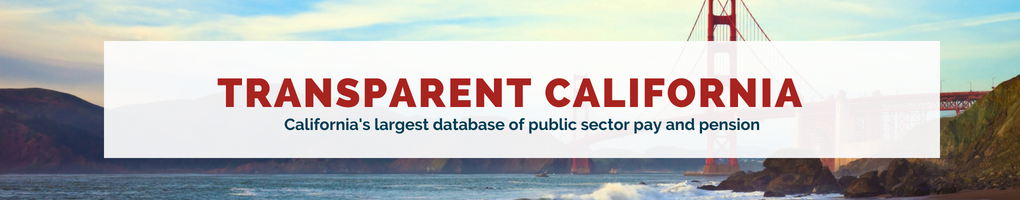 TRANSPARENT CALIFORNIA
California's largest database of public sector pay and pension